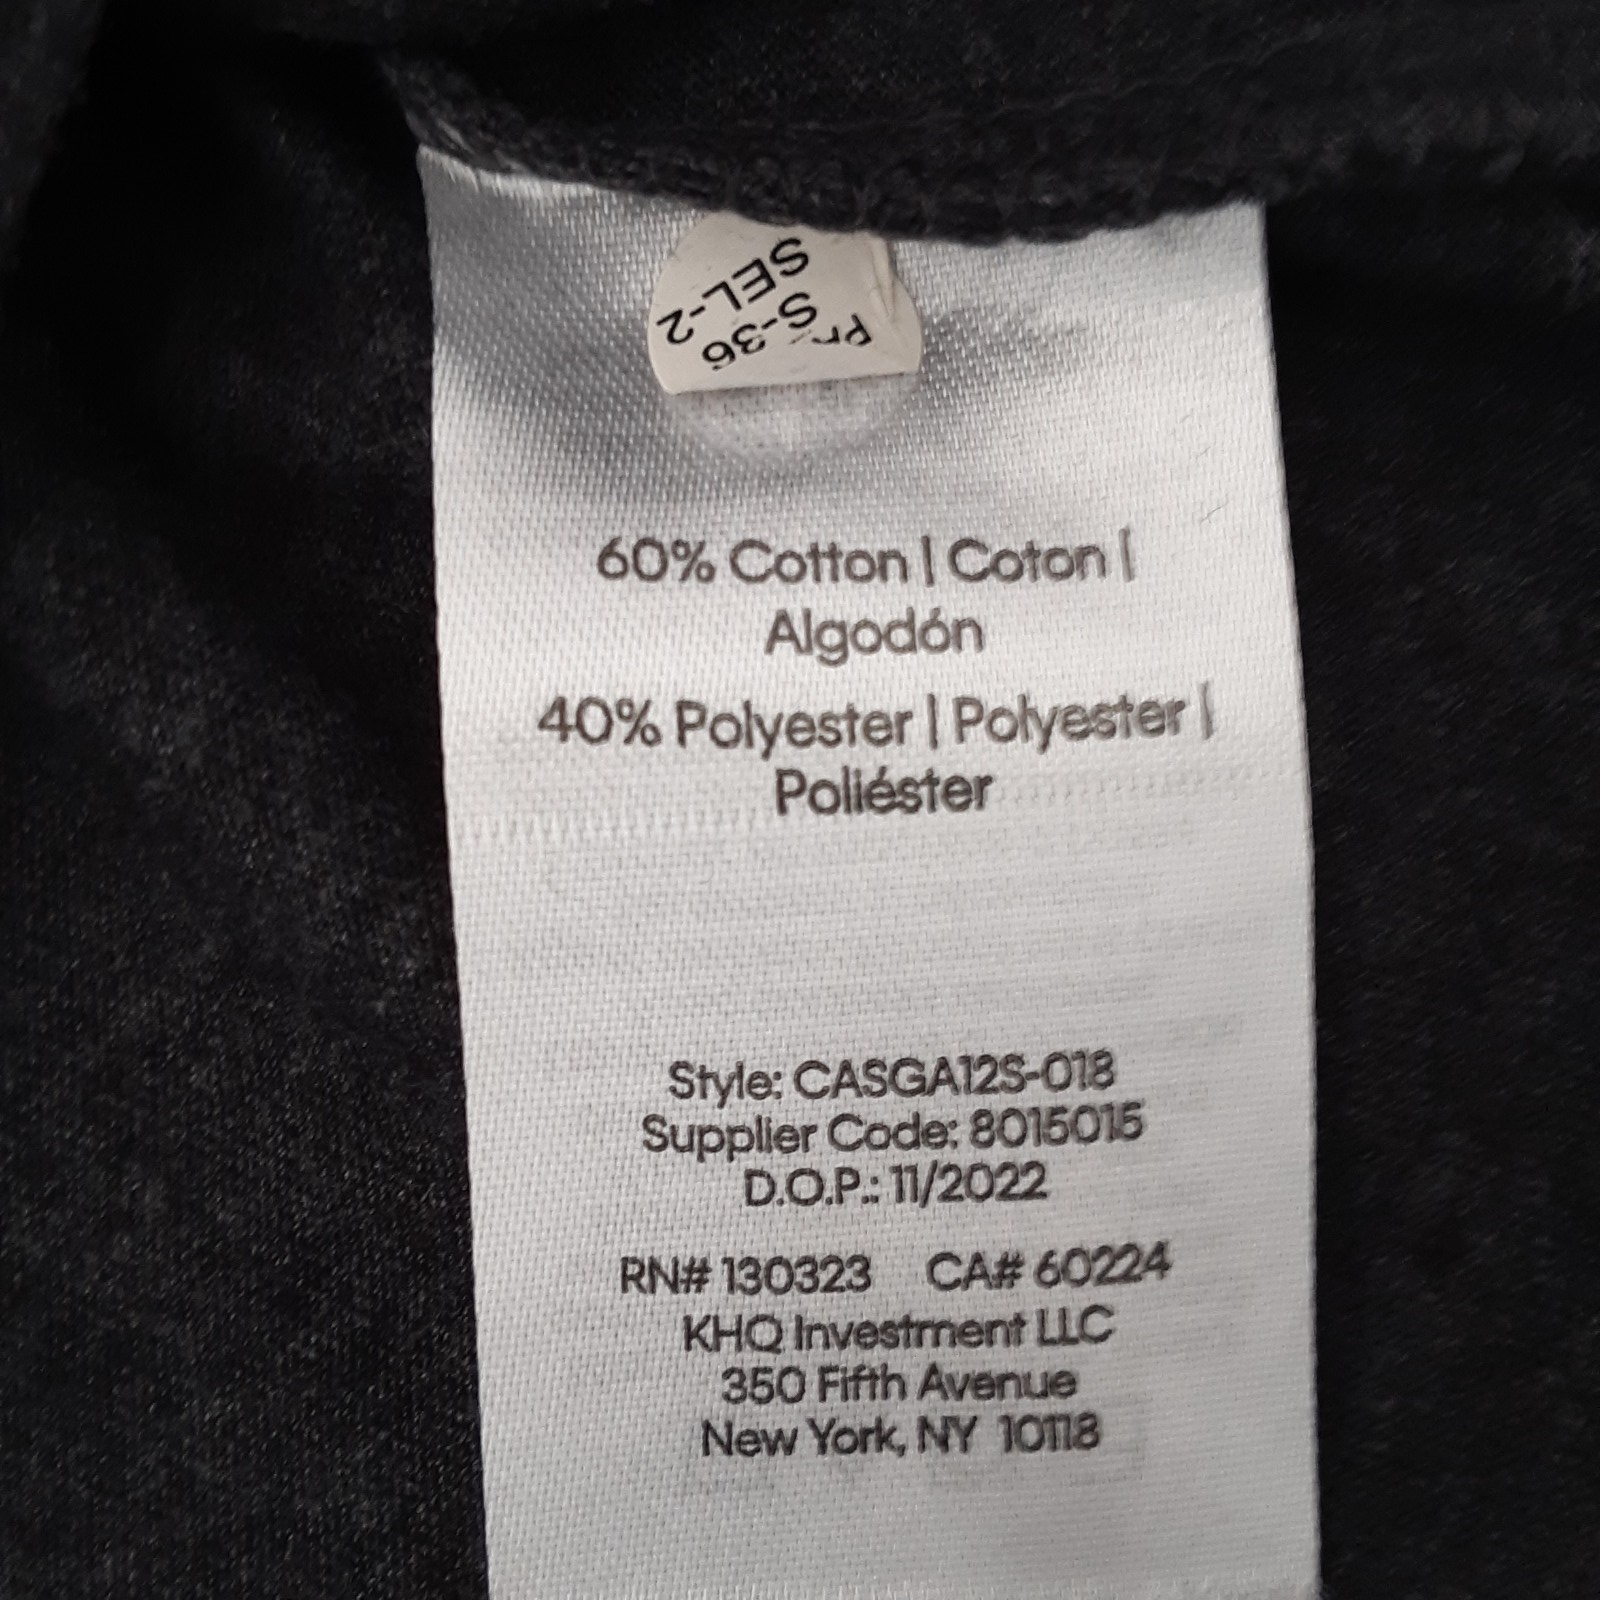 SEL-2
S-36
60% Cotton | Coton |
Algodón
40% Polyester | Polyester |
Poliéster
Style: CASGA12S-018
Supplier Code: 8015015
D.O.P.: 11/2022
RN# 130323 CA# 60224
KHQ Investment LLC
350 Fifth Avenue
New York, NY 10118